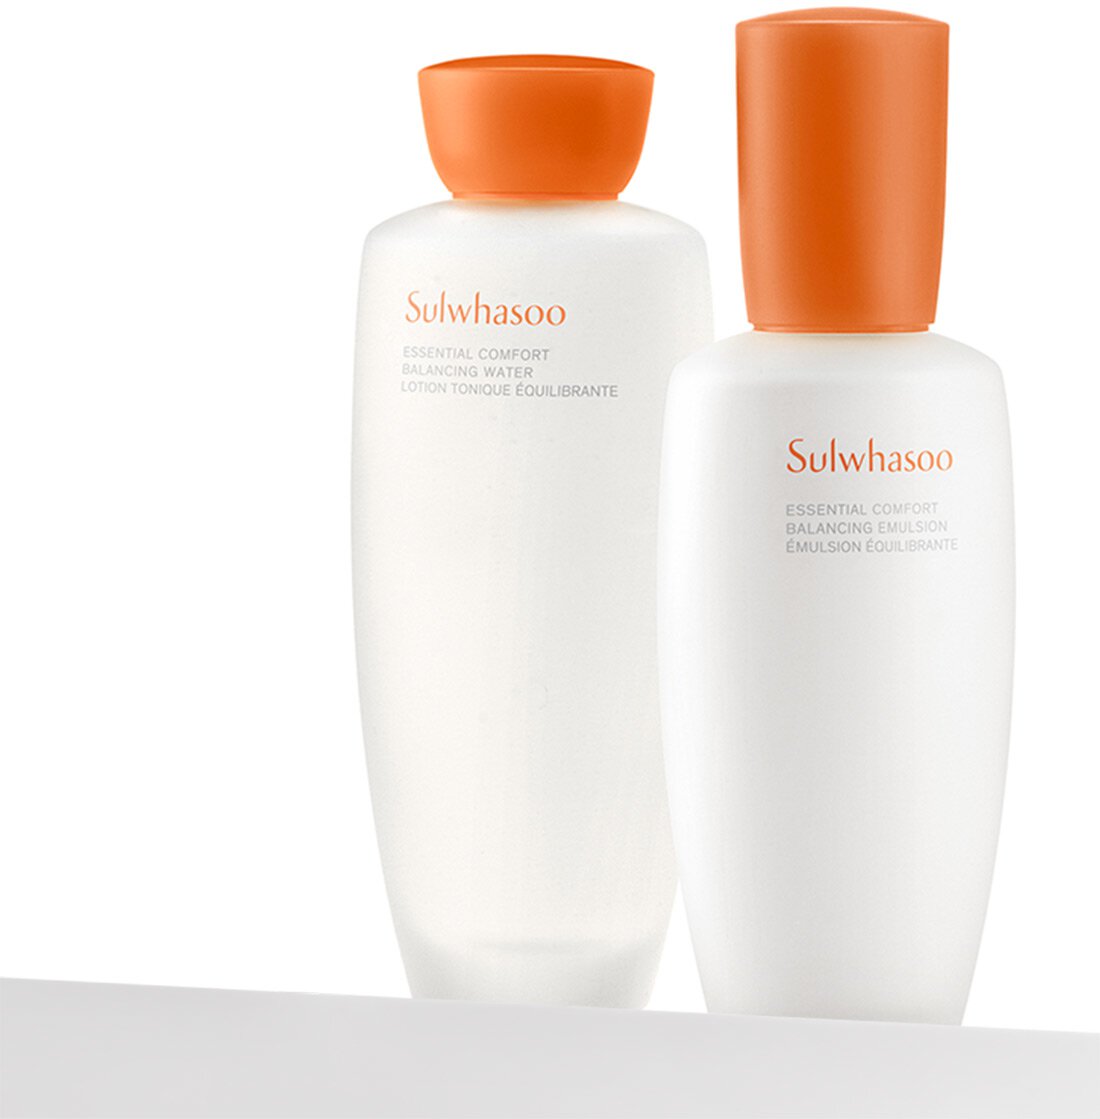 Sulwhasoo
ESSENTIAL COMFORT
BALANCING WATER
LOTION TONIQUE ÉQUILIBRANTE
Sulwhasoo
ESSENTIAL COMFORT
BALANCING EMULSION
ÉMULSION ÉQUILIBRANTE